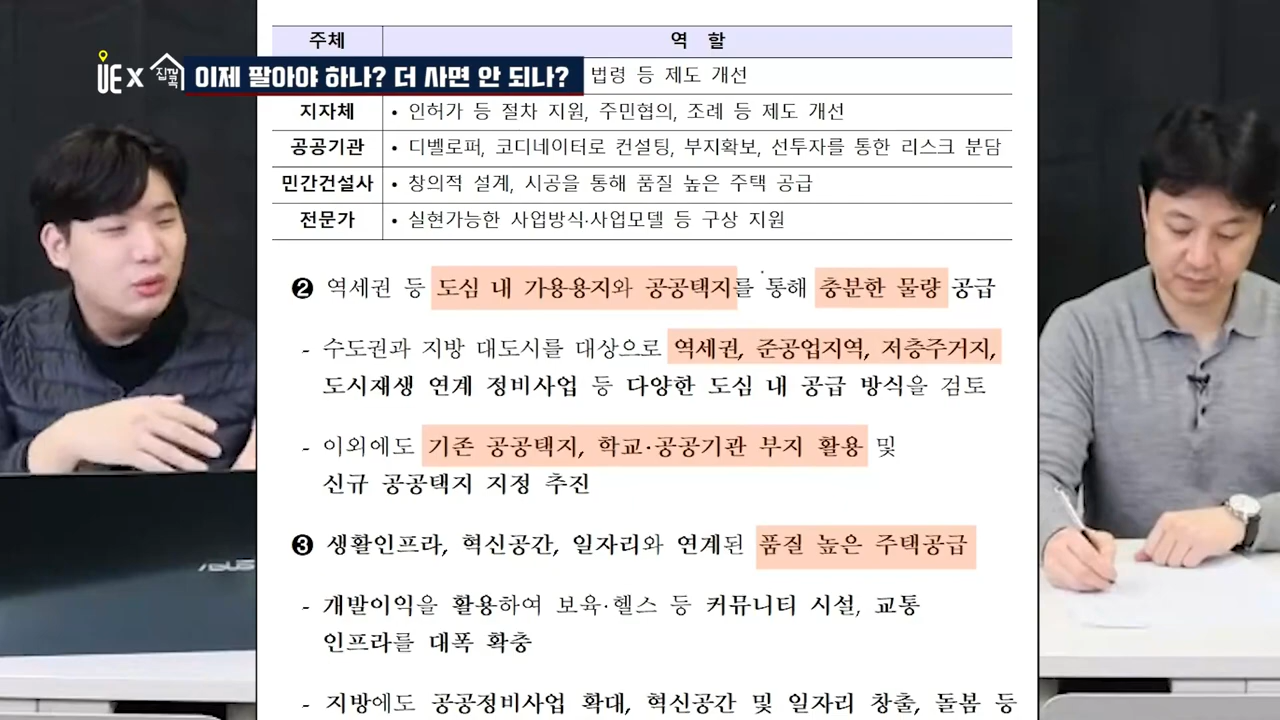 주체 역 할
UE X 집코콕 이제 팔아야 하나? 더 사면 안 되나? 법령 등 제도 개선
지자체 • 인허가 등 절차 지원, 주민협의, 조례 등 제도 개선
공공기관 • 디벨로퍼, 코디네이터로 컨설팅, 부지확보, 선투자를 통한 리스크 분담
민간건설사 • 창의적 설계, 시공을 통해 품질 높은 주택 공급
전문가 • 실현가능한 사업방식·사업모델 등 구상 지원
❷ 역세권 등 도심 내 가용용지와 공공택지를 통해 충분한 물량 공급
- 수도권과 지방 대도시를 대상으로 역세권, 준공업지역, 저층주거지,
도시재생 연계 정비사업 등 다양한 도심 내 공급 방식을 검토
- 이외에도 기존 공공택지, 학교·공공기관 부지 활용 및
신규 공공택지 지정 추진
❸ 생활인프라, 혁신공간, 일자리와 연계된 품질 높은 주택공급
- 개발이익을 활용하여 보육·헬스 등 커뮤니티 시설, 교통
인프라를 대폭 확충
- 지방에도 공공정비사업 확대, 혁신공간 및 일자리 창출, 돌봄 등
ASUS